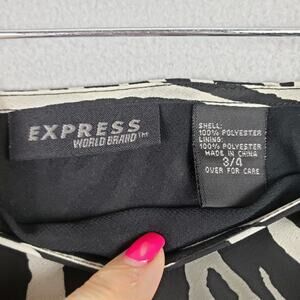 EXPRESS
WORLD BRAND™
SHELL:
100% POLYESTER
LINING:
100% POLYESTER
MADE IN CHINA
3/4
OVER FOR CARE